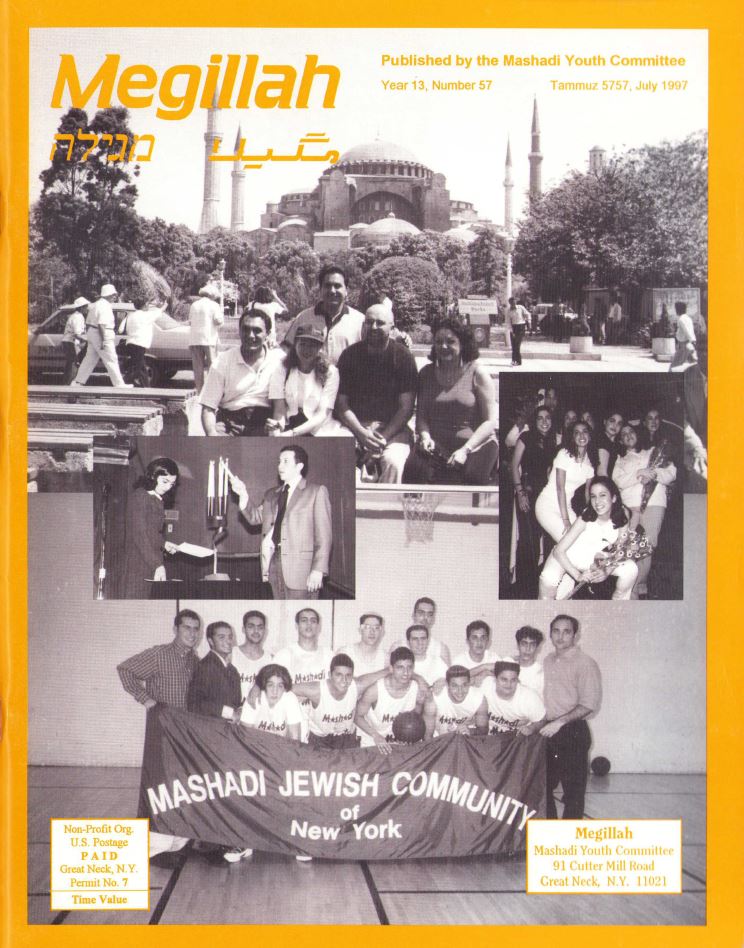 Megillah
Published by the Mashadi Youth Committee
Year 13, Number 57
Tammuz 5757, July 1997
מגילה
مگیلا
MASHADI JEWISH COMMUNITY
of
New York
Non-Profit Org.
U.S. Postage
PAID
Great Neck, N.Y.
Permit No. 7
Time Value
Megillah
Mashadi Youth Committee
91 Cutter Mill Road
Great Neck, N.Y. 11021